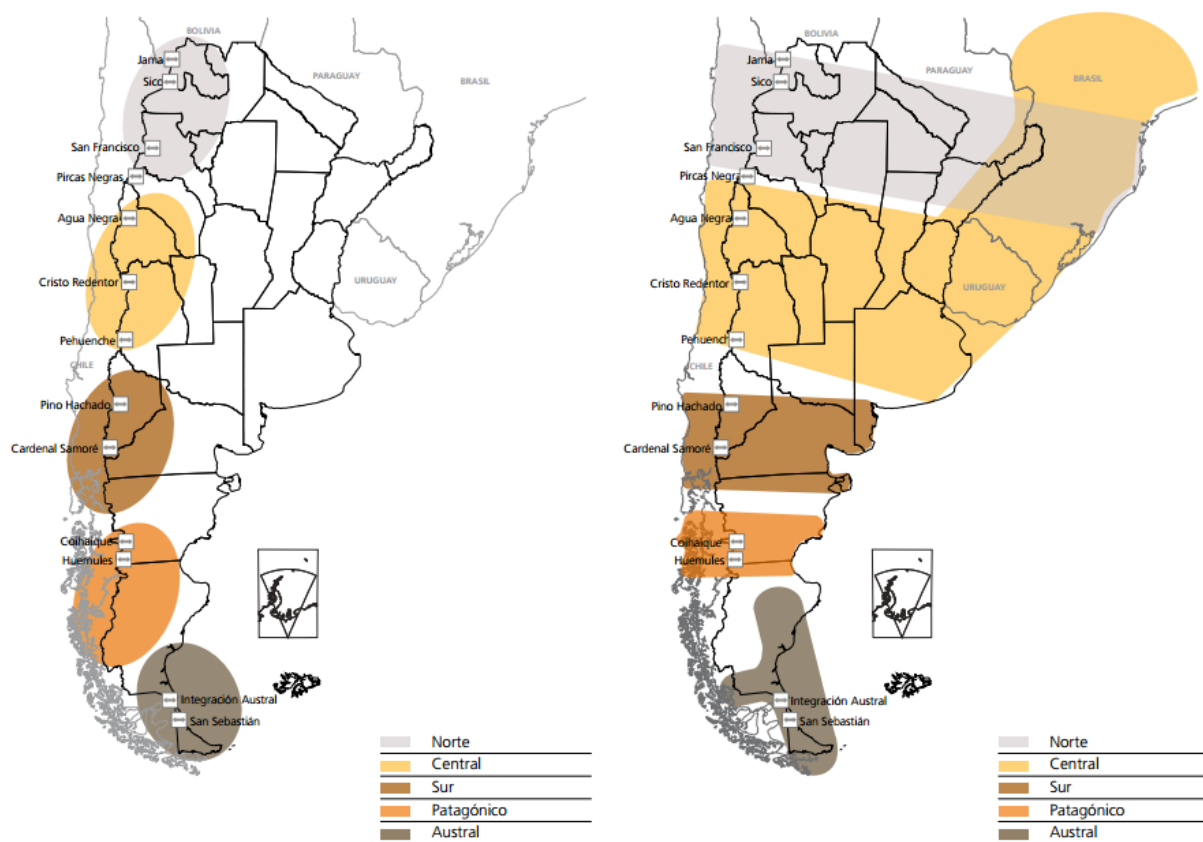 BOLIVIA
Jama
Sico
PARAGUAY
BRASIL
San Francisco
Pircas Negras
Agua Negra
Cristo Redentor
URUGUAY
Pehuenche
CHILE
Pino Hachado
Cardenal Samoré
Coihaique
Huemules
Integración Austral
San Sebastián
Norte
Central
Sur
Patagónico
Austral
BOLIVIA
Jama
Sico
PARAGUAY
BRASIL
San Francisco
Pircas Negras
Agua Negra
Cristo Redentor
URUGUAY
Pehuenche
CHILE
Pino Hachado
Cardenal Samoré
Coihaique
Huemules
Integración Austral
San Sebastián
Norte
Central
Sur
Patagónico
Austral